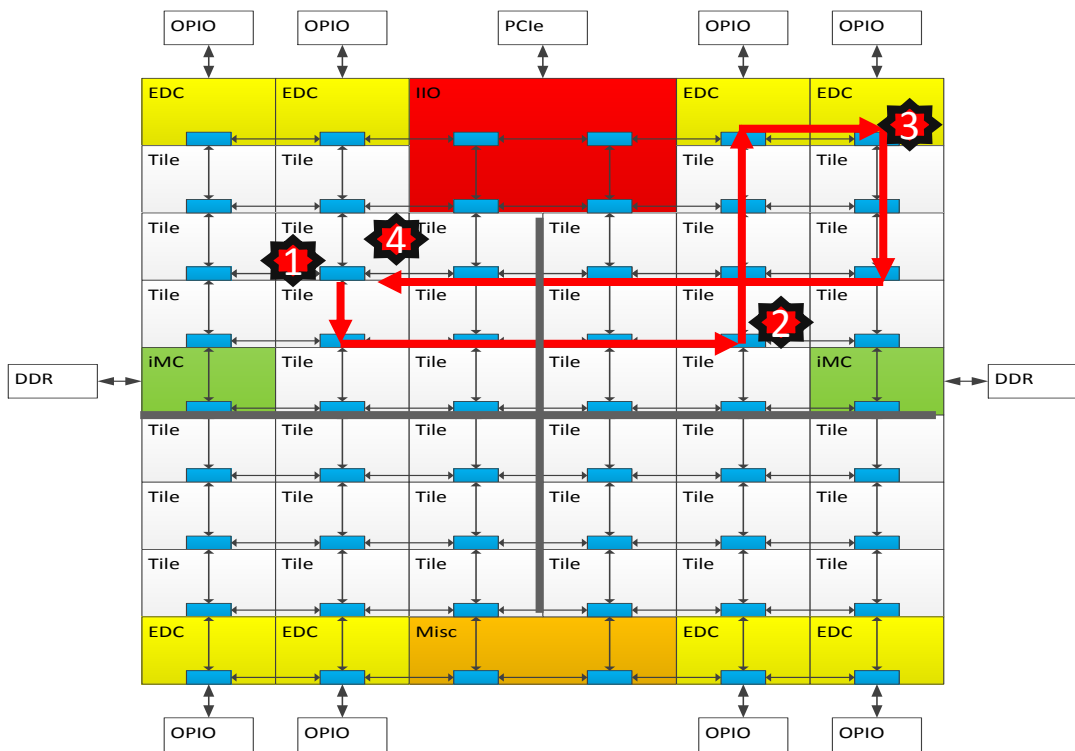 OPIO OPIO PCIe OPIO OPIO
EDC EDC IIO EDC EDC
3
Tile Tile Tile Tile
Tile Tile Tile Tile Tile Tile
4
1
Tile Tile Tile Tile Tile Tile
2
iMC Tile Tile Tile Tile iMC
DDR DDR
Tile Tile Tile Tile Tile Tile
Tile Tile Tile Tile Tile Tile
Tile Tile Tile Tile Tile Tile
EDC EDC Misc EDC EDC
OPIO OPIO OPIO OPIO